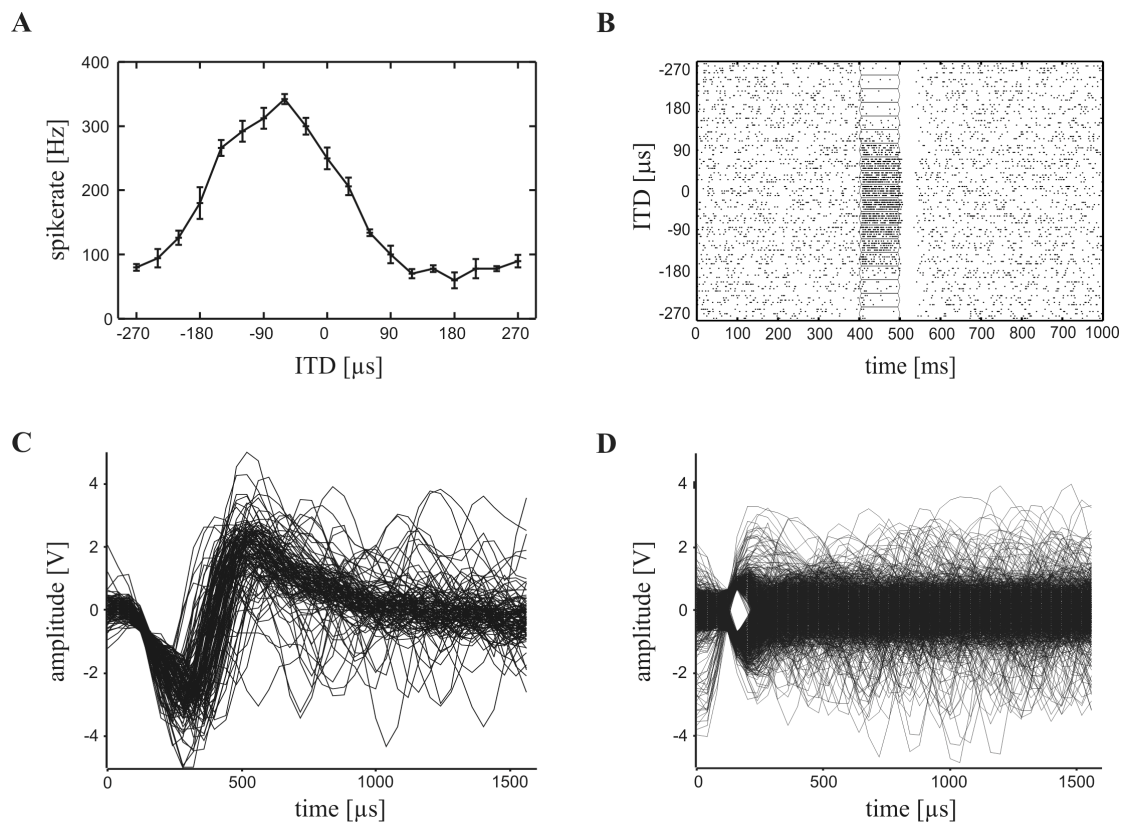 A
400
300
200
100
0
spikerate [Hz]
-270 -180 -90 0 90 180 270
ITD [µs]
B
-270
180
90
0
-90
-180
-270
ITD [µs]
0 100 200 300 400 500 600 700 800 900 1000
time [ms]
C
4
2
0
-2
-4
amplitude [V]
0 500 1000 1500
time [µs]
D
4
2
0
-2
-4
amplitude [V]
0 500 1000 1500
time [µs]